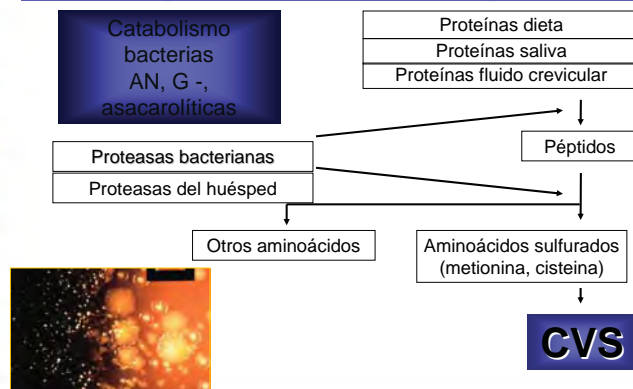 Catabolismo
bacterias
AN, G -,
asacarolíticas
Proteínas dieta
Proteínas saliva
Proteínas fluido crevicular
Proteasas bacterianas
Proteasas del huésped
Péptidos
Otros aminoácidos
Aminoácidos sulfurados
(metionina, cisteina)
CVS